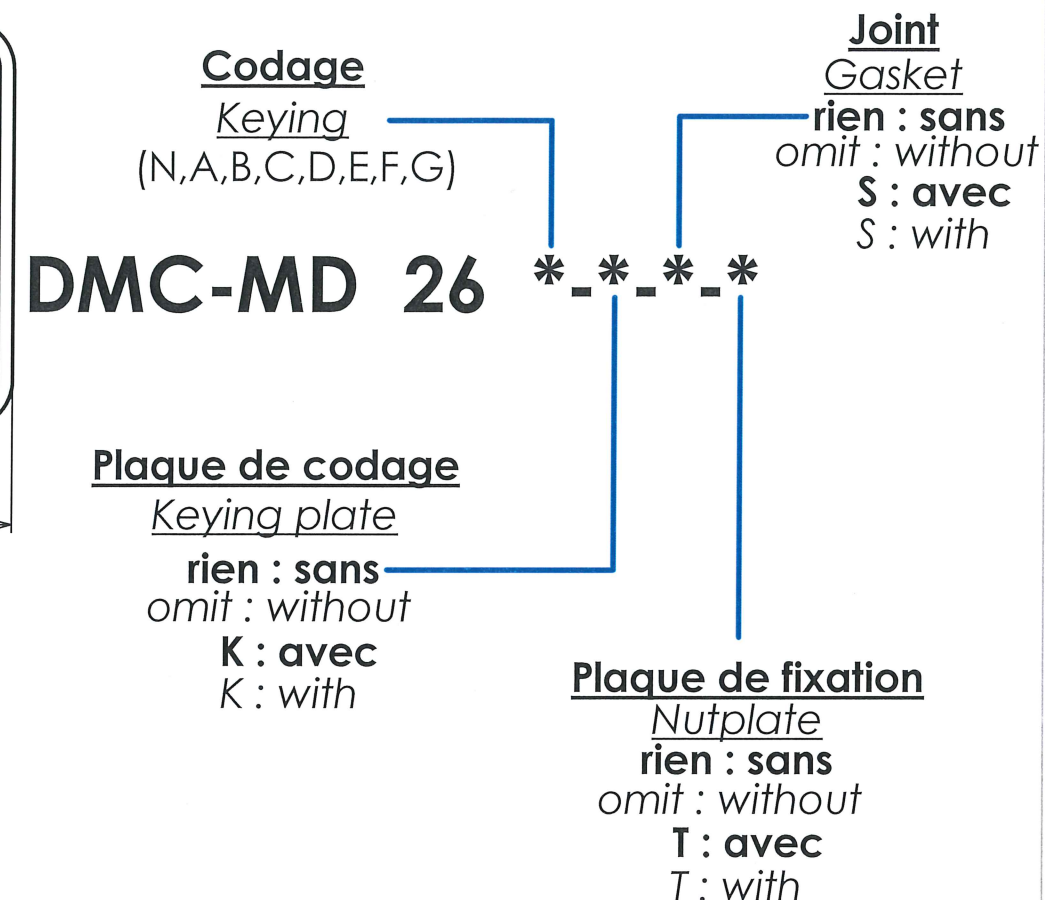 Codage
Keying
(N,A,B,C,D,E,F,G)
Joint
Gasket
rien : sans
omit : without
S : avec
S : with
DMC-MD 26 *-*-*-*
Plaque de codage
Keying plate
rien : sans
omit : without
K : avec
K : with
Plaque de fixation
Nutplate
rien : sans
omit : without
T : avec
T : with